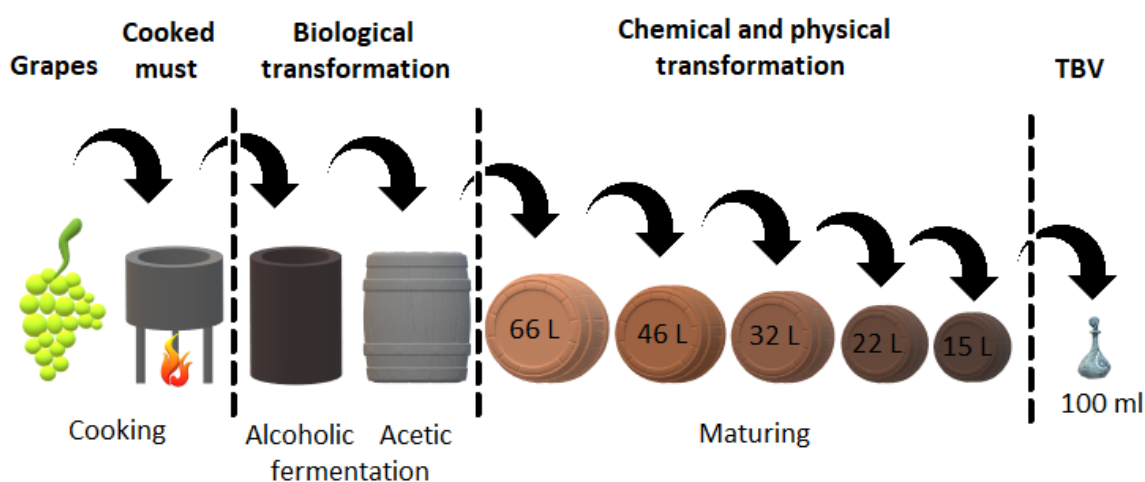 Grapes
Cooked
must
Biological
transformation
Chemical and physical
transformation
TBV
66 L
46 L
32 L
22 L
15 L
100 ml
Cooking
Alcoholic Acetic
fermentation
Maturing